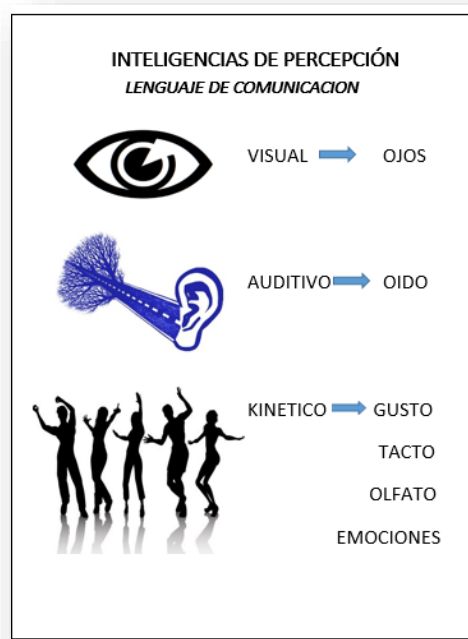 INTELIGENCIAS DE PERCEPCIÓN
LENGUAJE DE COMUNICACION
VISUAL OJOS
AUDITIVO OIDO
KINETICO GUSTO
TACTO
OLFATO
EMOCIONES